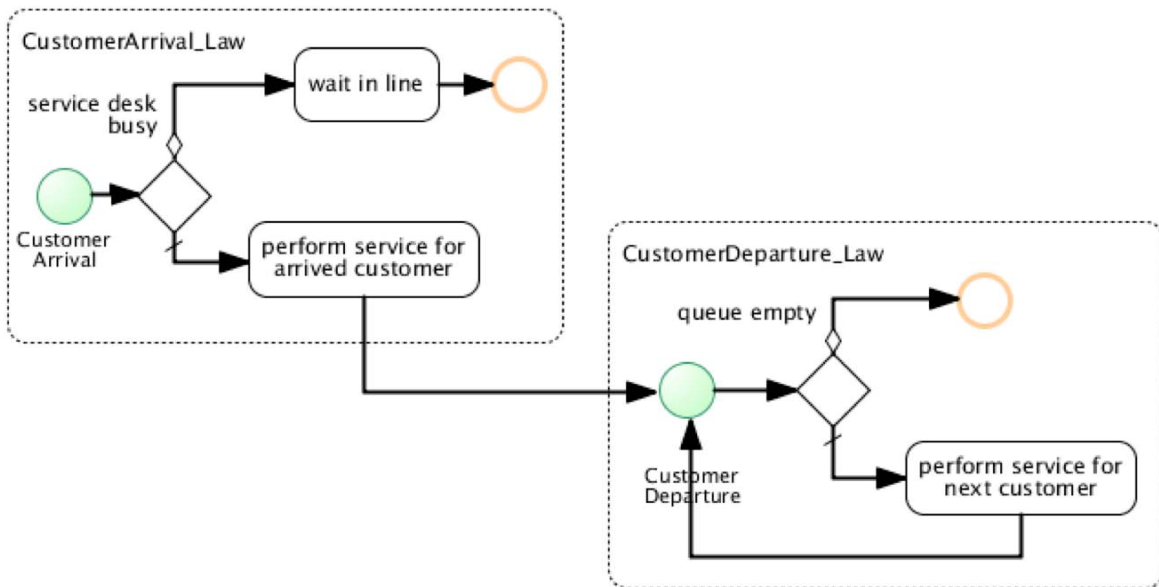 CustomerArrival_Law
wait in line
service desk
busy
Customer
Arrival
perform service for
arrived customer
CustomerDeparture_Law
queue empty
Customer
Departure
perform service for
next customer